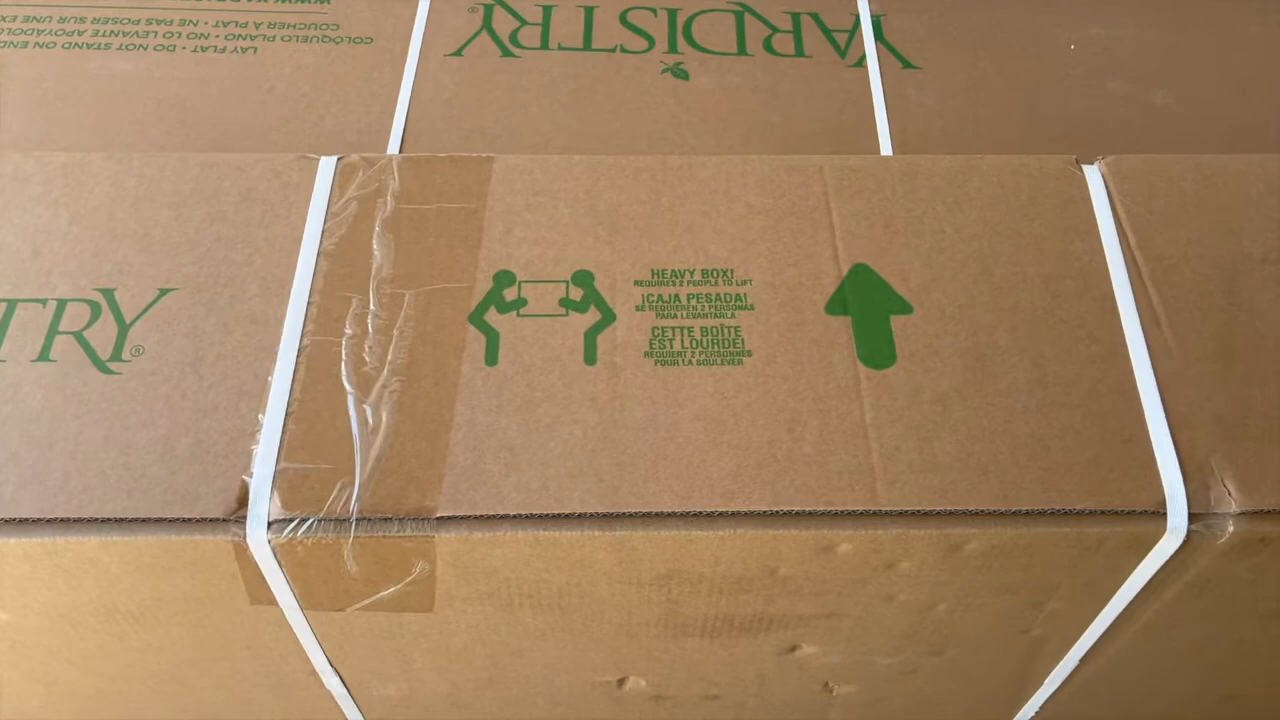 YARDISTRY®
LAY FLAT • DO NOT STAND ON END
COLÓQUELO PLANO • NO LO LEVANTE APOYÁDOLO
COUCHER À PLAT • NE PAS POSER SUR UNE EX
TRY®
HEAVY BOX!
REQUIRES 2 PEOPLE TO LIFT
¡CAJA PESADA!
SE REQUIEREN 2 PERSONAS
PARA LEVANTARLA
CETTE BOÎTE
EST LOURDE!
REQUIERT 2 PERSONNES
POUR LA SOULEVER